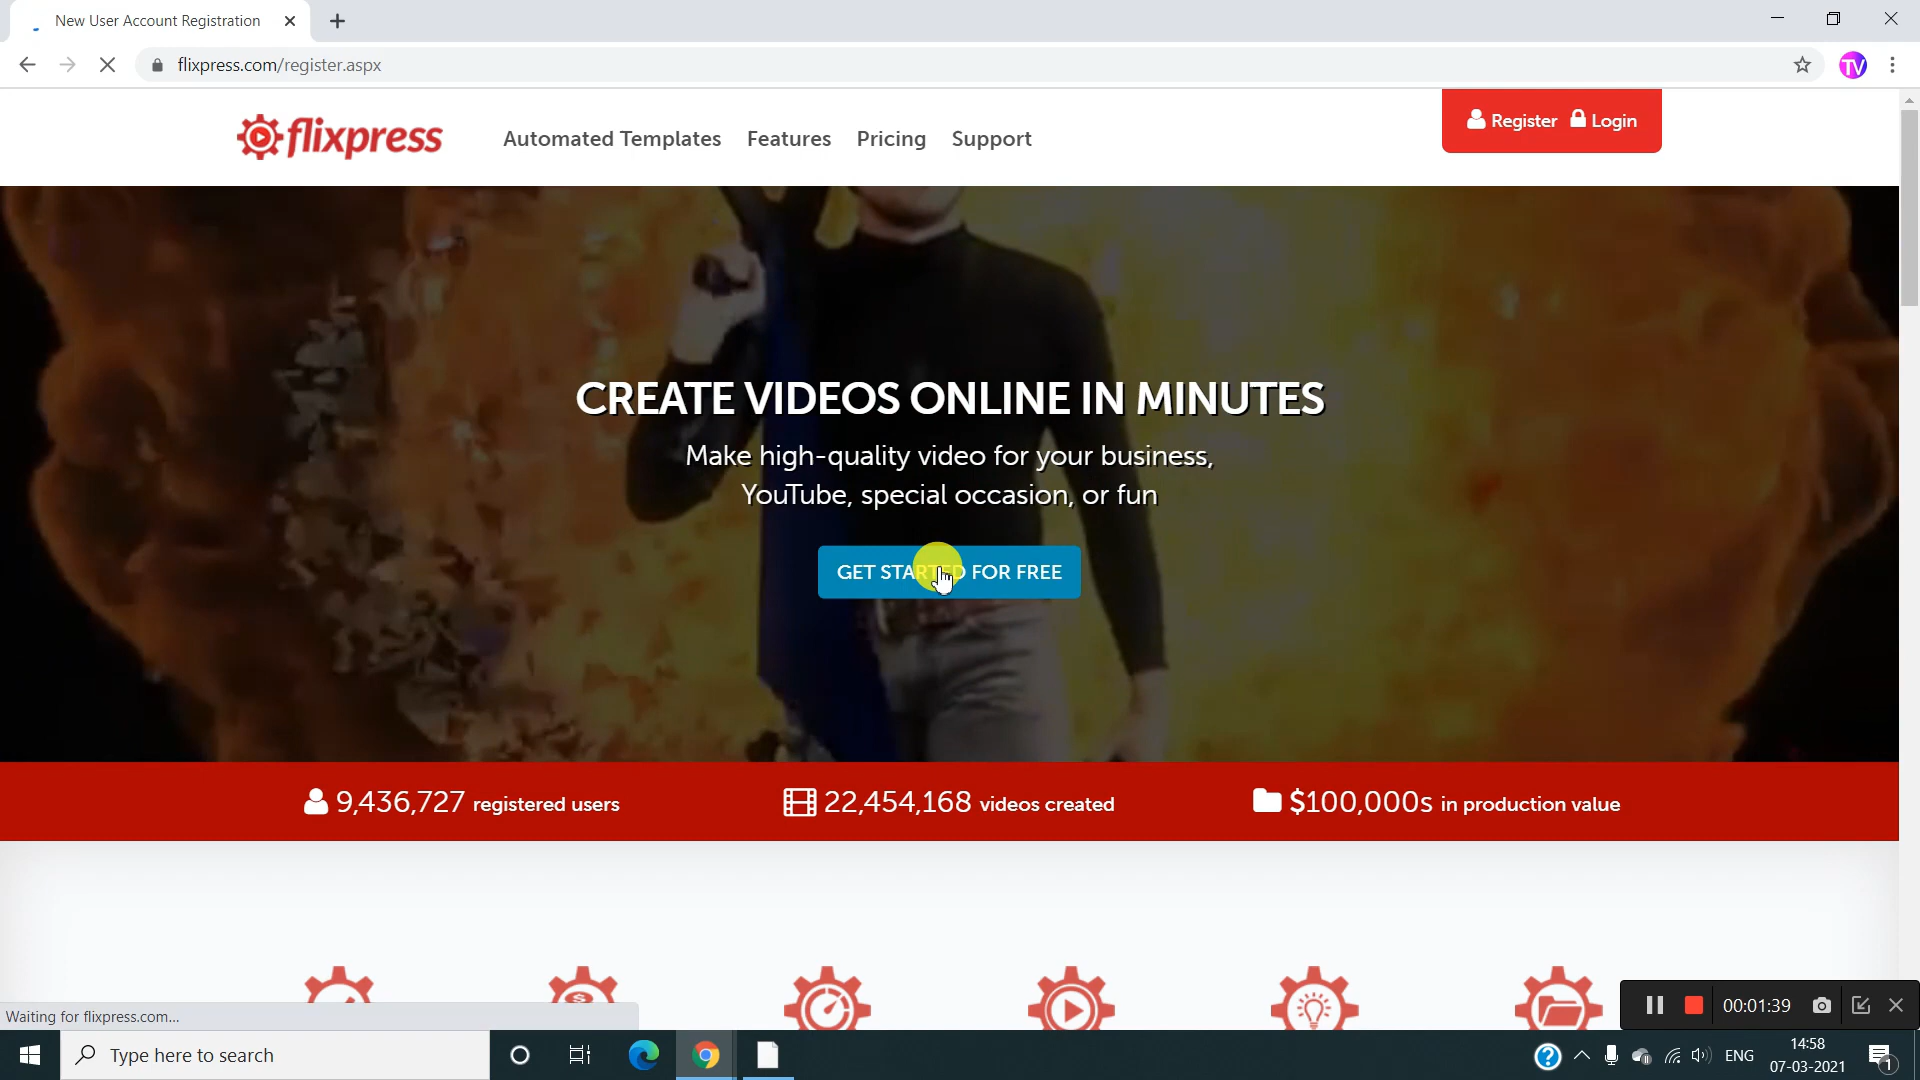 New User Account Registration
flixpress.com/register.aspx
TV
flixpress
Automated Templates Features Pricing Support
Register Login
CREATE VIDEOS ONLINE IN MINUTES
Make high-quality video for your business,
YouTube, special occasion, or fun
GET STARTED FOR FREE
9,436,727 registered users
22,454,168 videos created
$100,000s in production value
Waiting for flixpress.com...
00:01:39
Type here to search
ENG
14:58
07-03-2021
1